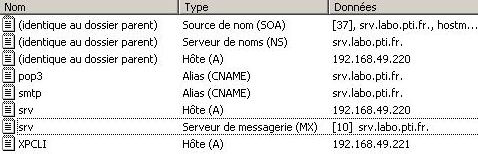 Nom Type Données
(identique au dossier parent) Source de nom (SOA) [37], srv.labo.pti.fr., hostm...
(identique au dossier parent) Serveur de noms (NS) srv.labo.pti.fr.
(identique au dossier parent) Hôte (A) 192.168.49.220
pop3 Alias (CNAME) srv.labo.pti.fr.
smtp Alias (CNAME) srv.labo.pti.fr.
srv Hôte (A) 192.168.49.220
srv Serveur de messagerie (MX) [10] srv.labo.pti.fr.
XPCLI Hôte (A) 192.168.49.221